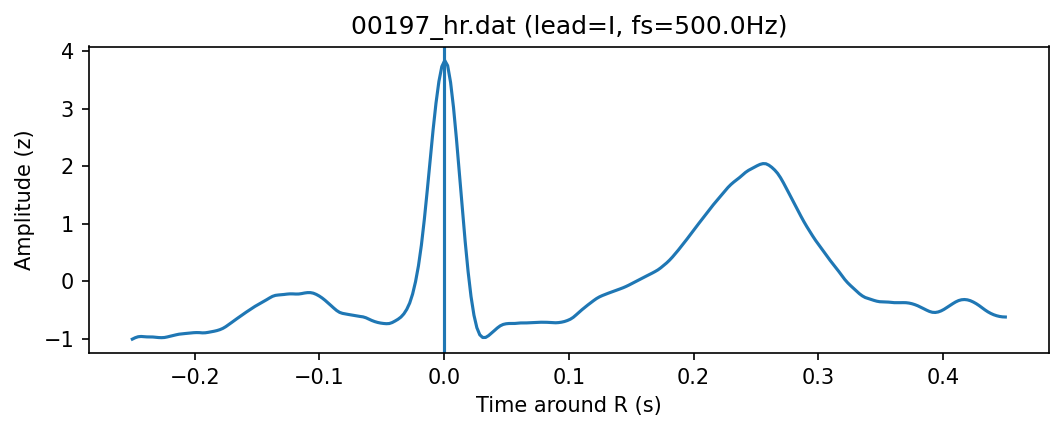 00197_hr.dat (lead=I, fs=500.0Hz)
Amplitude (z)
4
3
2
1
0
−1
−0.2 −0.1 0.0 0.1 0.2 0.3 0.4
Time around R (s)